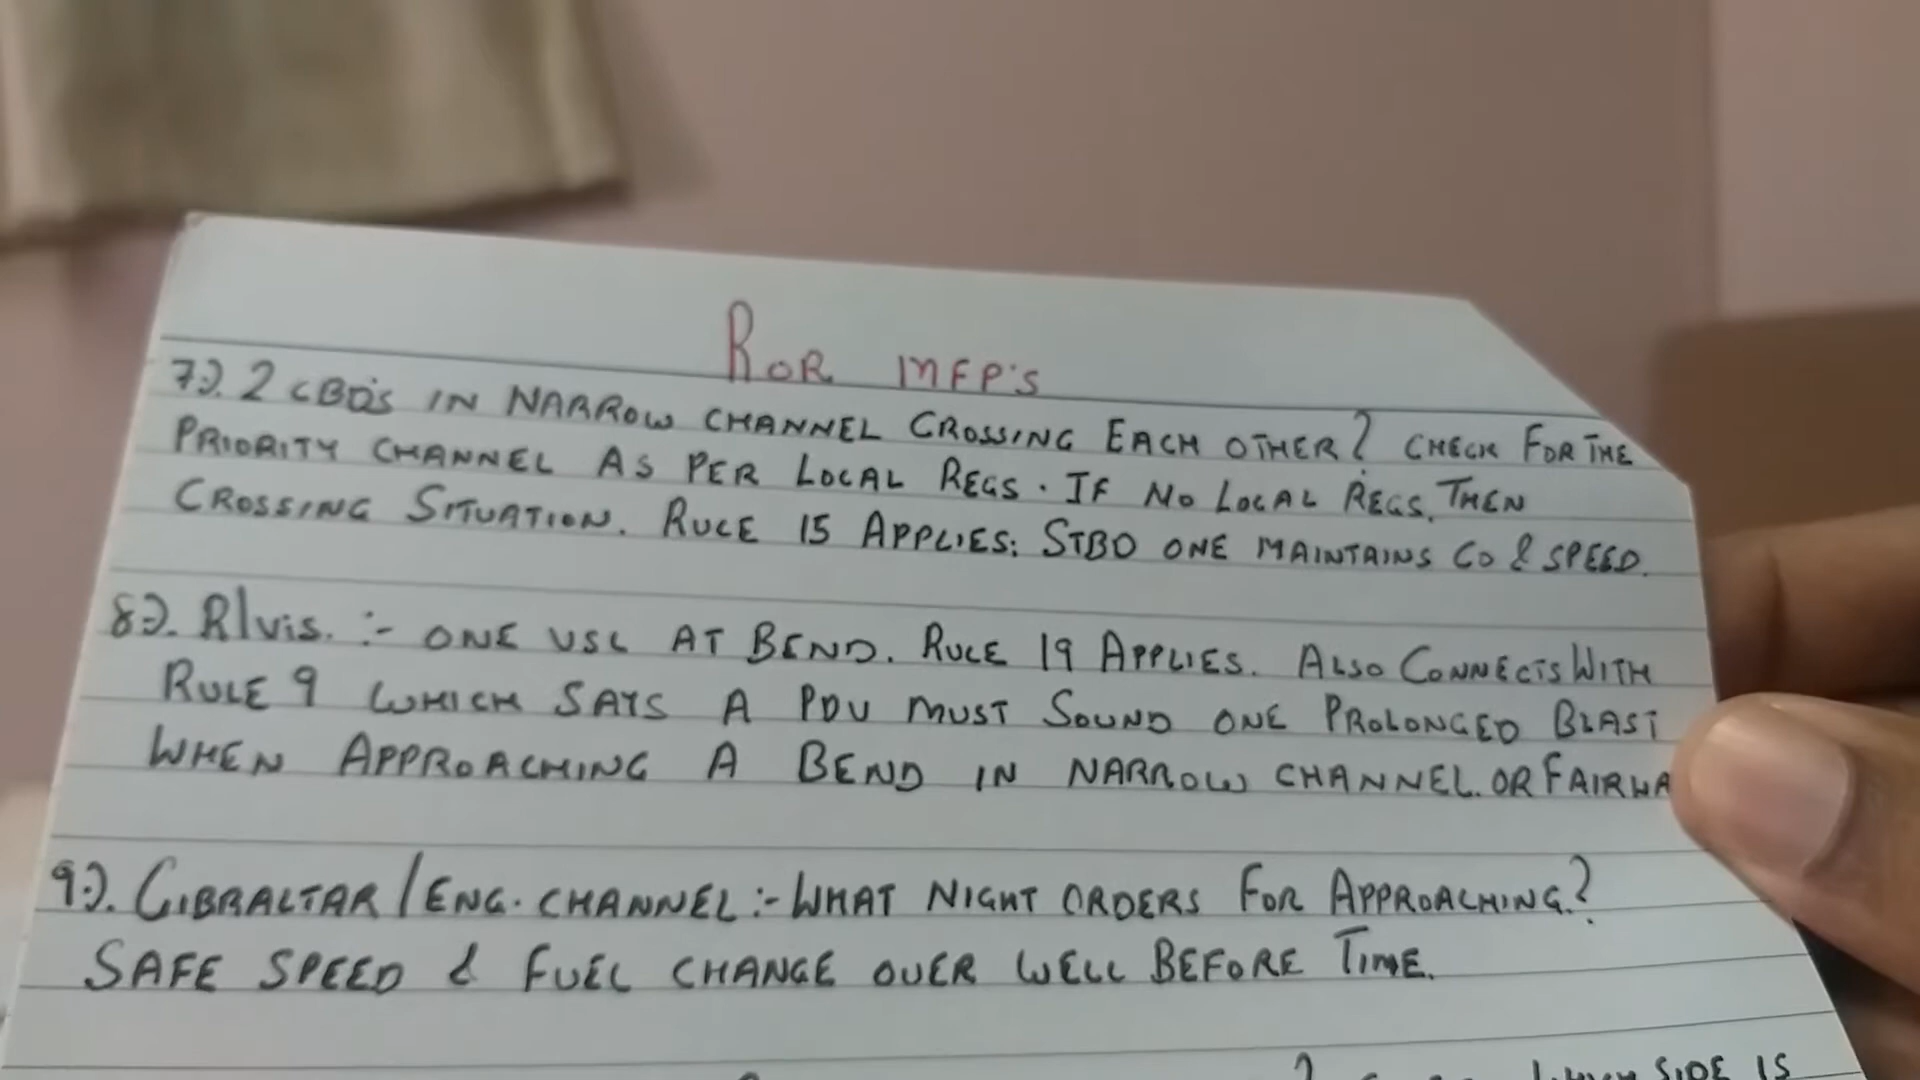 ROR MFP'S
7). 2 CBD'S IN NARROW CHANNEL CROSSING EACH OTHER? CHECK FOR THE
PRIORITY CHANNEL AS PER LOCAL REGS. IF NO LOCAL REGS. THEN
CROSSING SITUATION. RULE 15 APPLIES: STBD ONE MAINTAINS CO & SPEED.
8). R/VIS. :- ONE VSL AT BEND. RULE 19 APPLIES. ALSO CONNECTS WITH
RULE 9 WHICH SAYS A PDV MUST SOUND ONE PROLONGED BLAST
WHEN APPROACHING A BEND IN NARROW CHANNEL. OR FAIRWA
9). GIBRALTAR/ENG. CHANNEL :- WHAT NIGHT ORDERS FOR APPROACHING?
SAFE SPEED & FUEL CHANGE OVER WELL BEFORE TIME.
SIDE IS